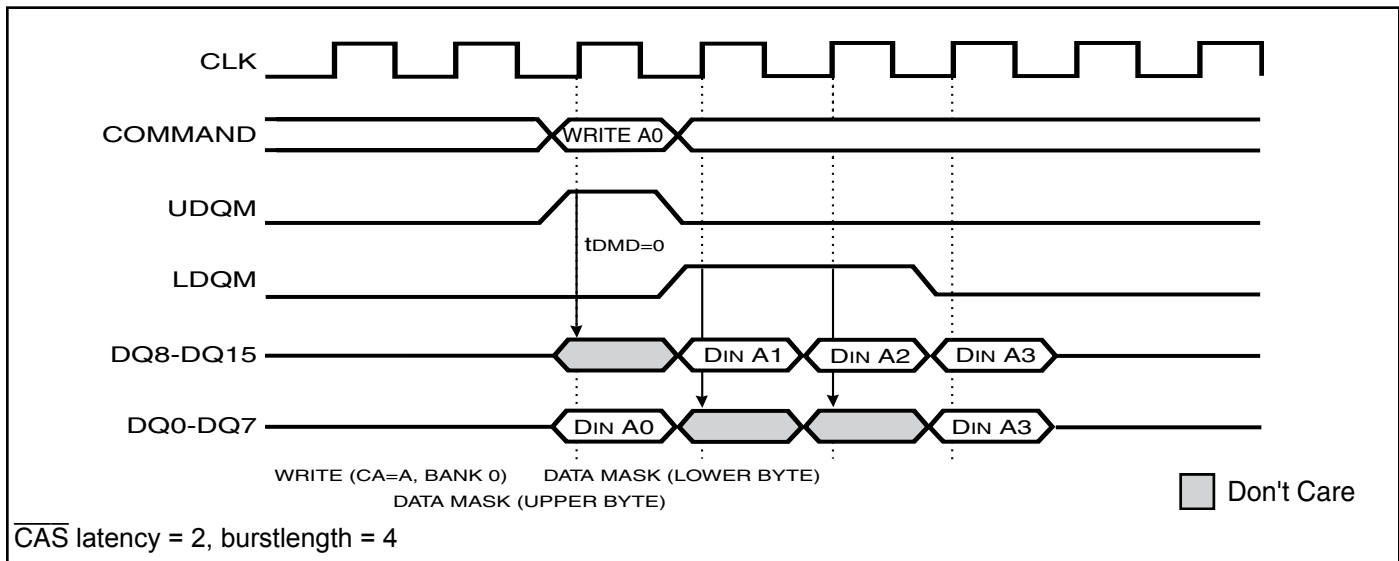 CLK
COMMAND WRITE A0
UDQM
tDMD=0
LDQM
DQ8-DQ15 DIN A1 DIN A2 DIN A3
DQ0-DQ7 DIN A0 DIN A3
WRITE (CA=A, BANK 0) DATA MASK (LOWER BYTE)
DATA MASK (UPPER BYTE)
Don't Care
C̅A̅S̅ latency = 2, burstlength = 4